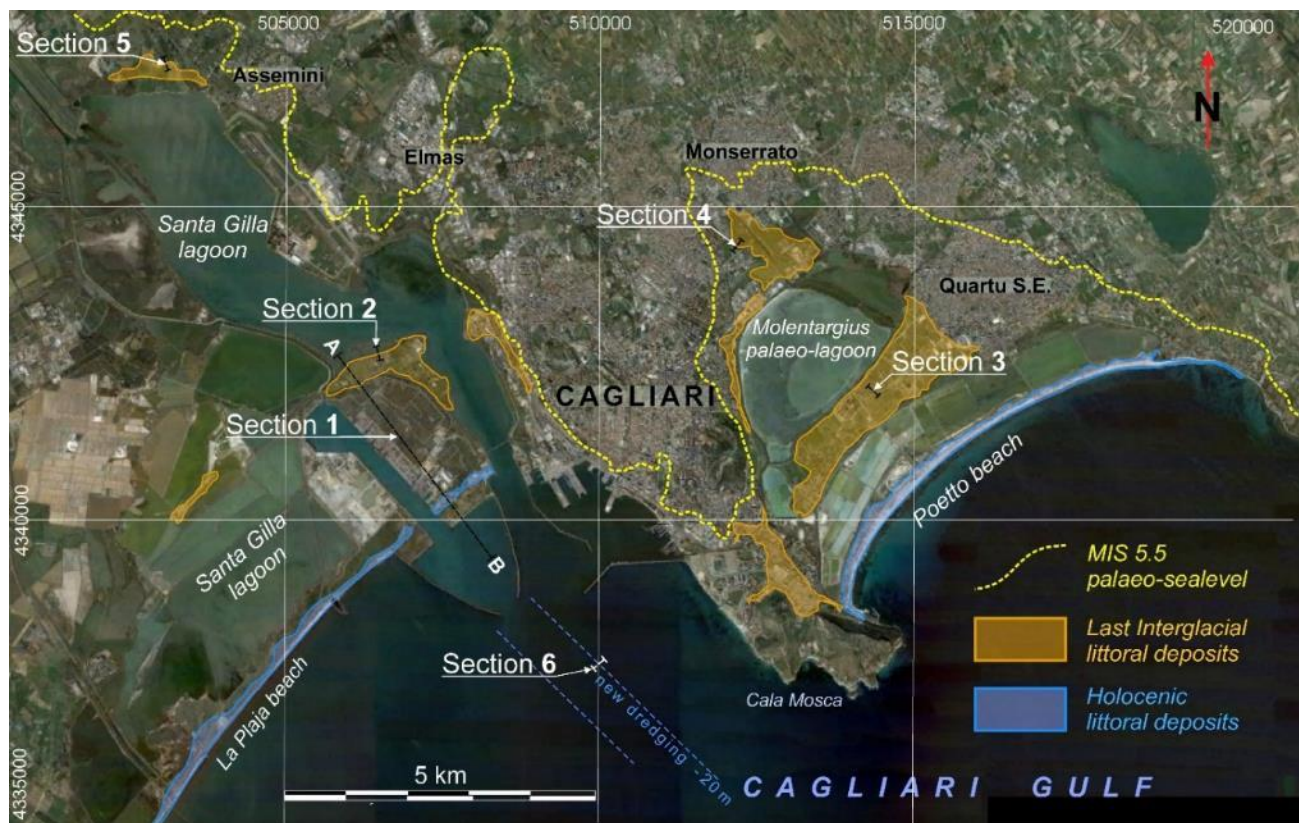 505000
510000
515000
520000
Section 5
Assemini
N
Elmas
Monserrato
4345000
Section 4
Santa Gilla
lagoon
Quartu S.E.
Section 2
Molentargius
palaeo-lagoon
A
Section 3
CAGLIARI
Section 1
Poetto beach
4340000
Santa Gilla
lagoon
B
MIS 5.5
palaeo-sealevel
Last Interglacial
littoral deposits
Section 6
new dredging -20m
La Plaja beach
Cala Mosca
Holocenic
littoral deposits
5 km
4335000
CAGLIARI GULF